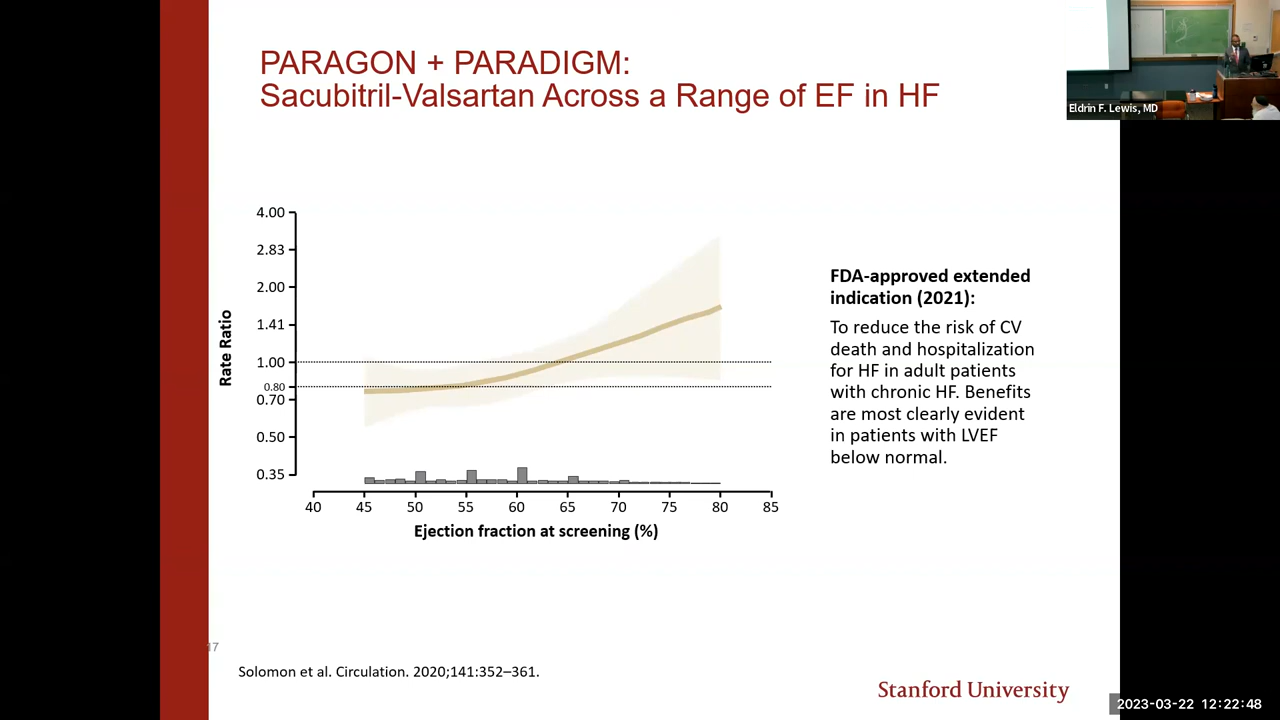 PARAGON + PARADIGM:
Sacubitril-Valsartan Across a Range of EF in HF
Eldrin F. Lewis, MD
4.00
2.83
2.00
1.41
1.00
0.80
0.70
0.50
0.35
Rate Ratio
40 45 50 55 60 65 70 75 80 85
Ejection fraction at screening (%)
FDA-approved extended
indication (2021):
To reduce the risk of CV
death and hospitalization
for HF in adult patients
with chronic HF. Benefits
are most clearly evident
in patients with LVEF
below normal.
17
Solomon et al. Circulation. 2020;141:352–361.
Stanford University
2023-03-22 12:22:48